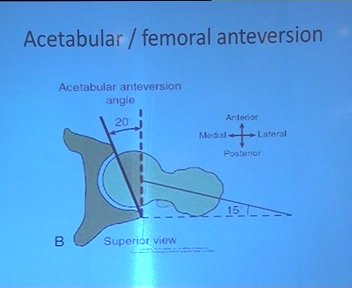 Acetabular / femoral anteversion
Acetabular anteversion
angle
20°
Anterior
Medial
Lateral
Posterior
15°
B
Superior view